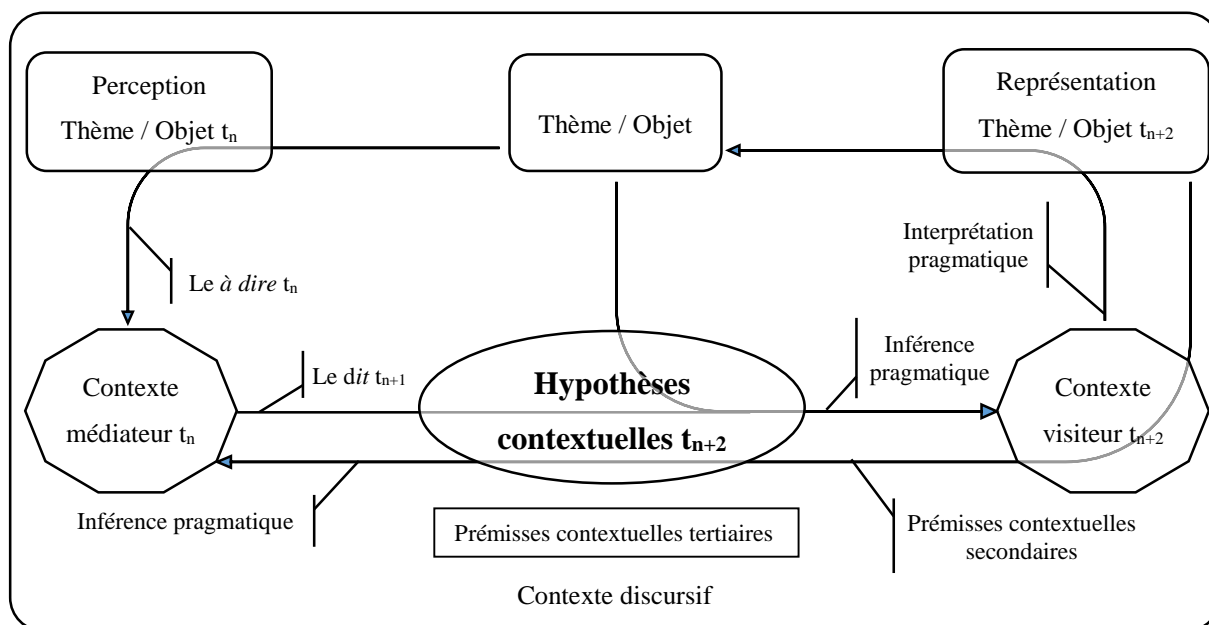 Perception
Thème / Objet tn
Thème / Objet
Représentation
Thème / Objet tn+2
Le à dire tn
Interprétation
pragmatique
Contexte
médiateur tn
Le dit tn+1
Hypothèses
contextuelles tn+2
Inférence
pragmatique
Contexte
visiteur tn+2
Inférence pragmatique
Prémisses contextuelles tertiaires
Prémisses contextuelles
secondaires
Contexte discursif